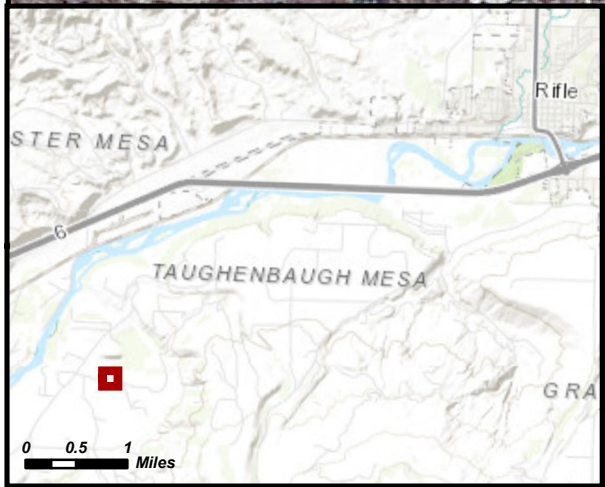 Rifle
STER MESA
6
TAUGHENBAUGH MESA
GRA
0 0.5 1
Miles